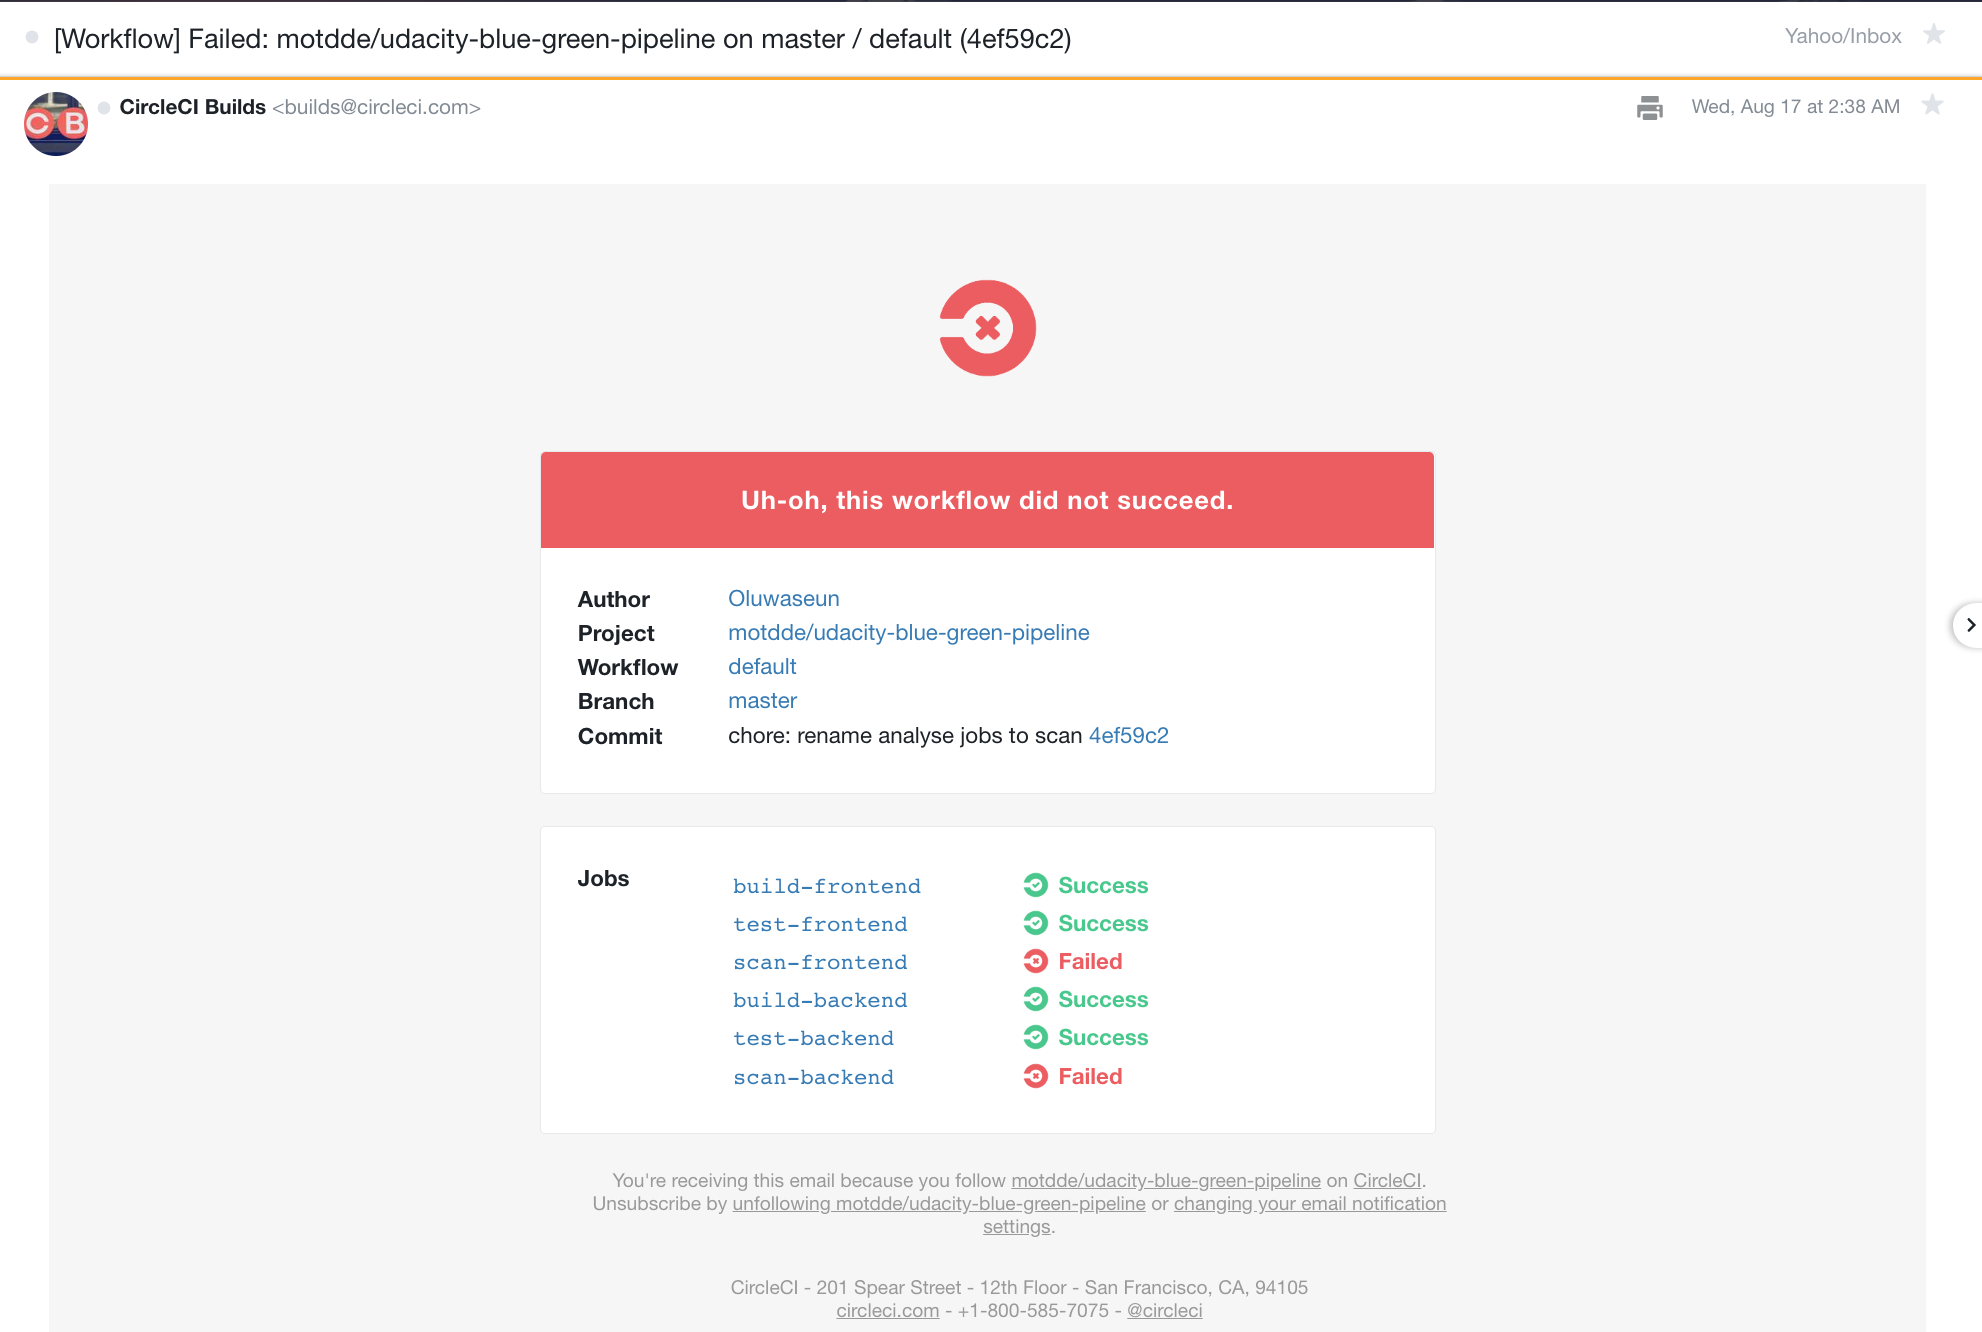 [Workflow] Failed: motdde/udacity-blue-green-pipeline on master / default (4ef59c2)
Yahoo/Inbox
CB
CircleCI Builds <builds@circleci.com>
Wed, Aug 17 at 2:38 AM
Uh-oh, this workflow did not succeed.
Author Oluwaseun
Project motdde/udacity-blue-green-pipeline
Workflow default
Branch master
Commit chore: rename analyse jobs to scan 4ef59c2
Jobs build-frontend Success
test-frontend Success
scan-frontend Failed
build-backend Success
test-backend Success
scan-backend Failed
You're receiving this email because you follow motdde/udacity-blue-green-pipeline on CircleCI.
Unsubscribe by unfollowing motdde/udacity-blue-green-pipeline or changing your email notification
settings.
CircleCI - 201 Spear Street - 12th Floor - San Francisco, CA, 94105
circleci.com - +1-800-585-7075 - @circleci